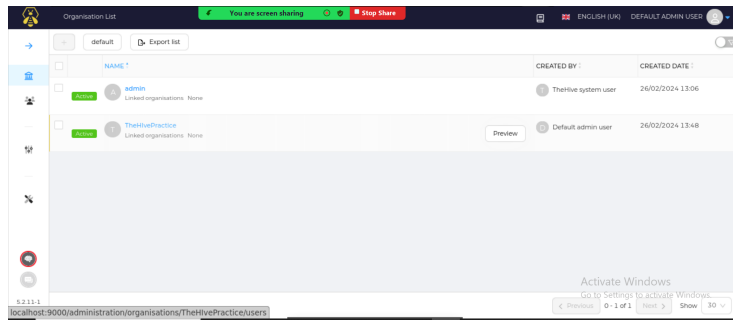 Organisation List
You are screen sharing
Stop Share
ENGLISH (UK)
DEFAULT ADMIN USER
default
Export list
NAME
CREATED BY
CREATED DATE
Active
A
admin
Linked organisations None
T
TheHive system user
26/02/2024 13:06
Active
T
TheHivePractice
Linked organisations None
Preview
D
Default admin user
26/02/2024 13:48
Activate Windows
Go to Settings to activate Windows.
5.2.11-1
Previous
0 - 1 of 1
Next
Show
30
localhost:9000/administration/organisations/TheHivePractice/users